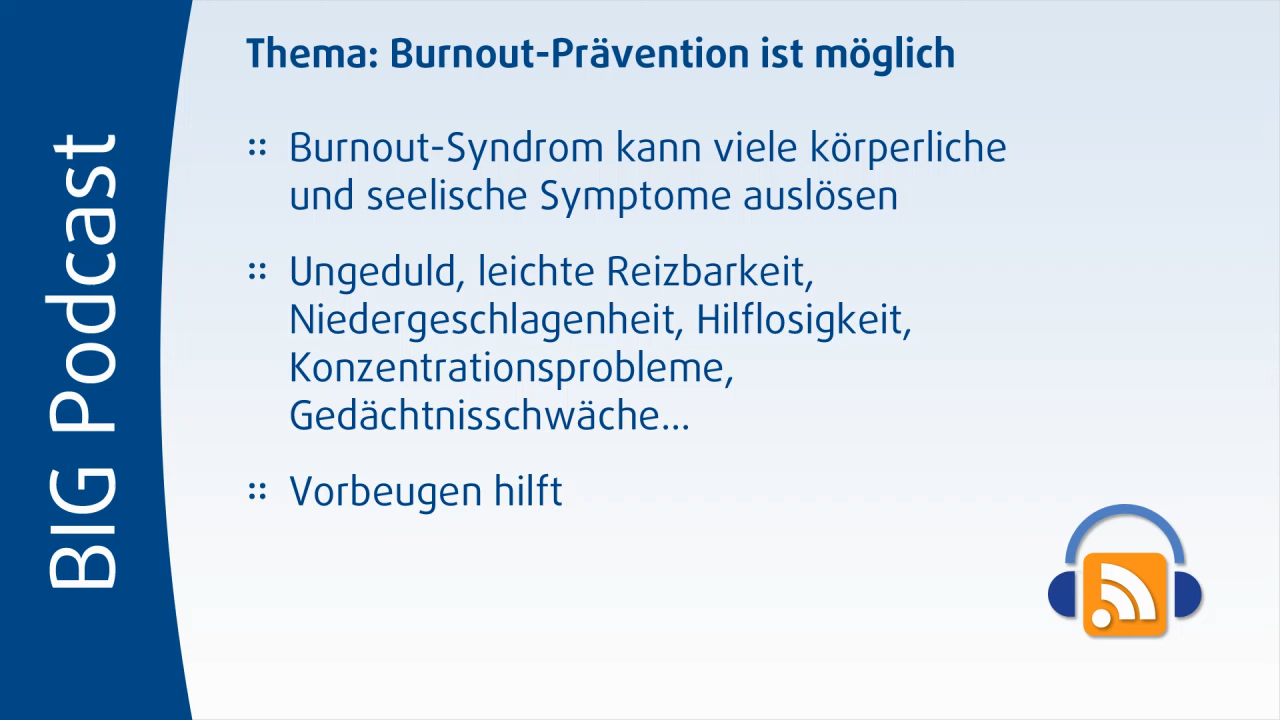 BIG Podcast
Thema: Burnout-Prävention ist möglich
Burnout-Syndrom kann viele körperliche
und seelische Symptome auslösen
Ungeduld, leichte Reizbarkeit,
Niedergeschlagenheit, Hilflosigkeit,
Konzentrationsprobleme,
Gedächtnisschwäche...
Vorbeugen hilft